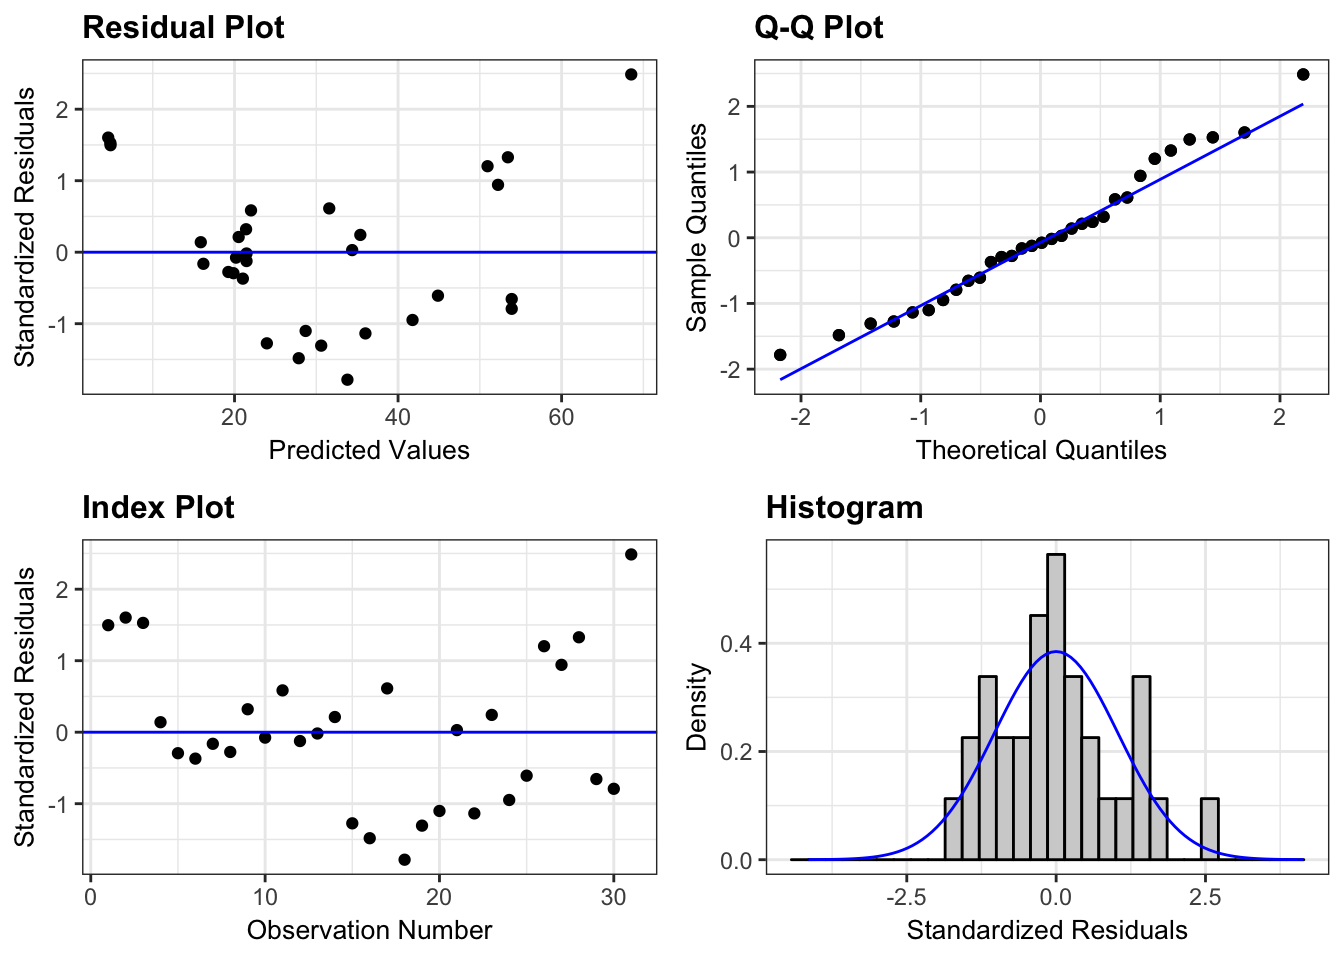 Residual Plot
Standardized Residuals
2
1
0
-1
20
40
60
Predicted Values
Q-Q Plot
Sample Quantiles
2
1
0
-1
-2
-2
-1
0
1
2
Theoretical Quantiles
Index Plot
Standardized Residuals
2
1
0
-1
0
10
20
30
Observation Number
Histogram
Density
0.4
0.2
0.0
-2.5
0.0
2.5
Standardized Residuals